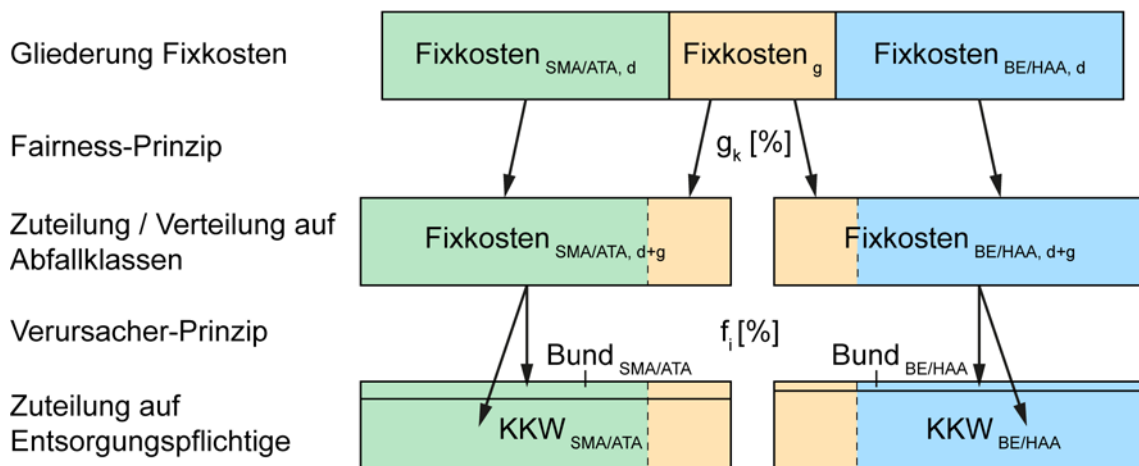 Gliederung Fixkosten
Fixkosten SMA/ATA, d
Fixkosten g
Fixkosten BE/HAA, d
Fairness-Prinzip
gk [%]
Zuteilung / Verteilung auf
Abfallklassen
Fixkosten SMA/ATA, d+g
Fixkosten BE/HAA, d+g
Verursacher-Prinzip
fi [%]
Bund SMA/ATA
Bund BE/HAA
Zuteilung auf
Entsorgungspflichtige
KKW SMA/ATA
KKW BE/HAA